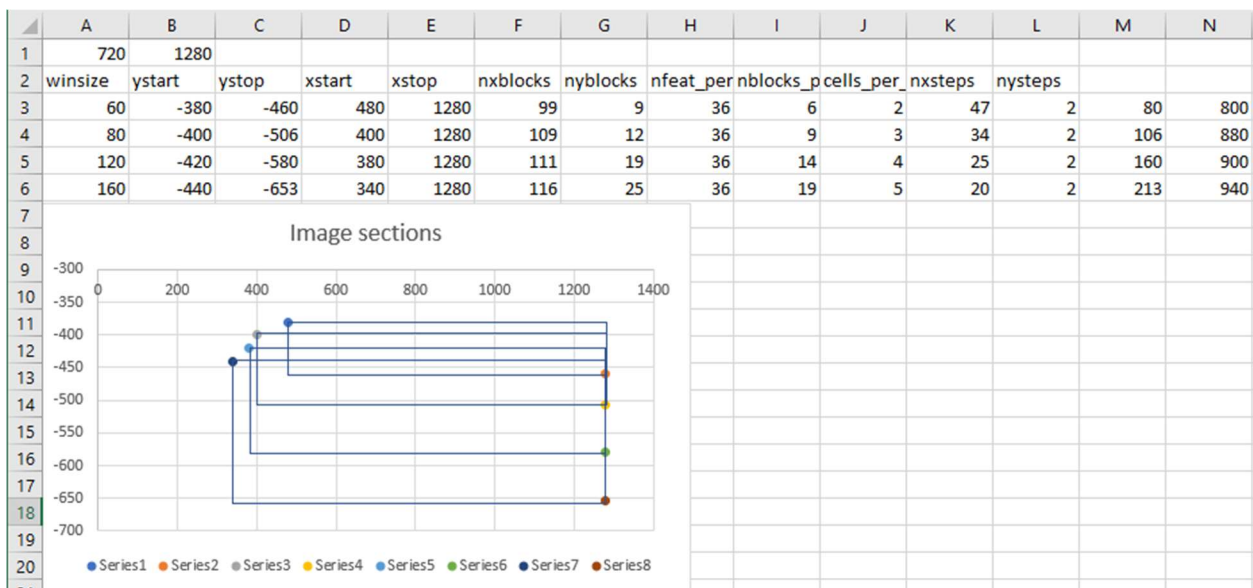 A B C D E F G H I J K L M N
1 720 1280
2 winsize ystart ystop xstart xstop nxblocks nyblocks nfeat_per nblocks_p cells_per_ nxsteps nysteps
3 60 -380 -460 480 1280 99 9 36 6 2 47 2 80 800
4 80 -400 -506 400 1280 109 12 36 9 3 34 2 106 880
5 120 -420 -580 380 1280 111 19 36 14 4 25 2 160 900
6 160 -440 -653 340 1280 116 25 36 19 5 20 2 213 940
7
8 Image sections
9 -300
0 200 400 600 800 1000 1200 1400
10 -350
11 -400
12 -450
13
14 -500
15 -550
16 -600
17
18 -650
19 -700
20 Series1 Series2 Series3 Series4 Series5 Series6 Series7 Series8